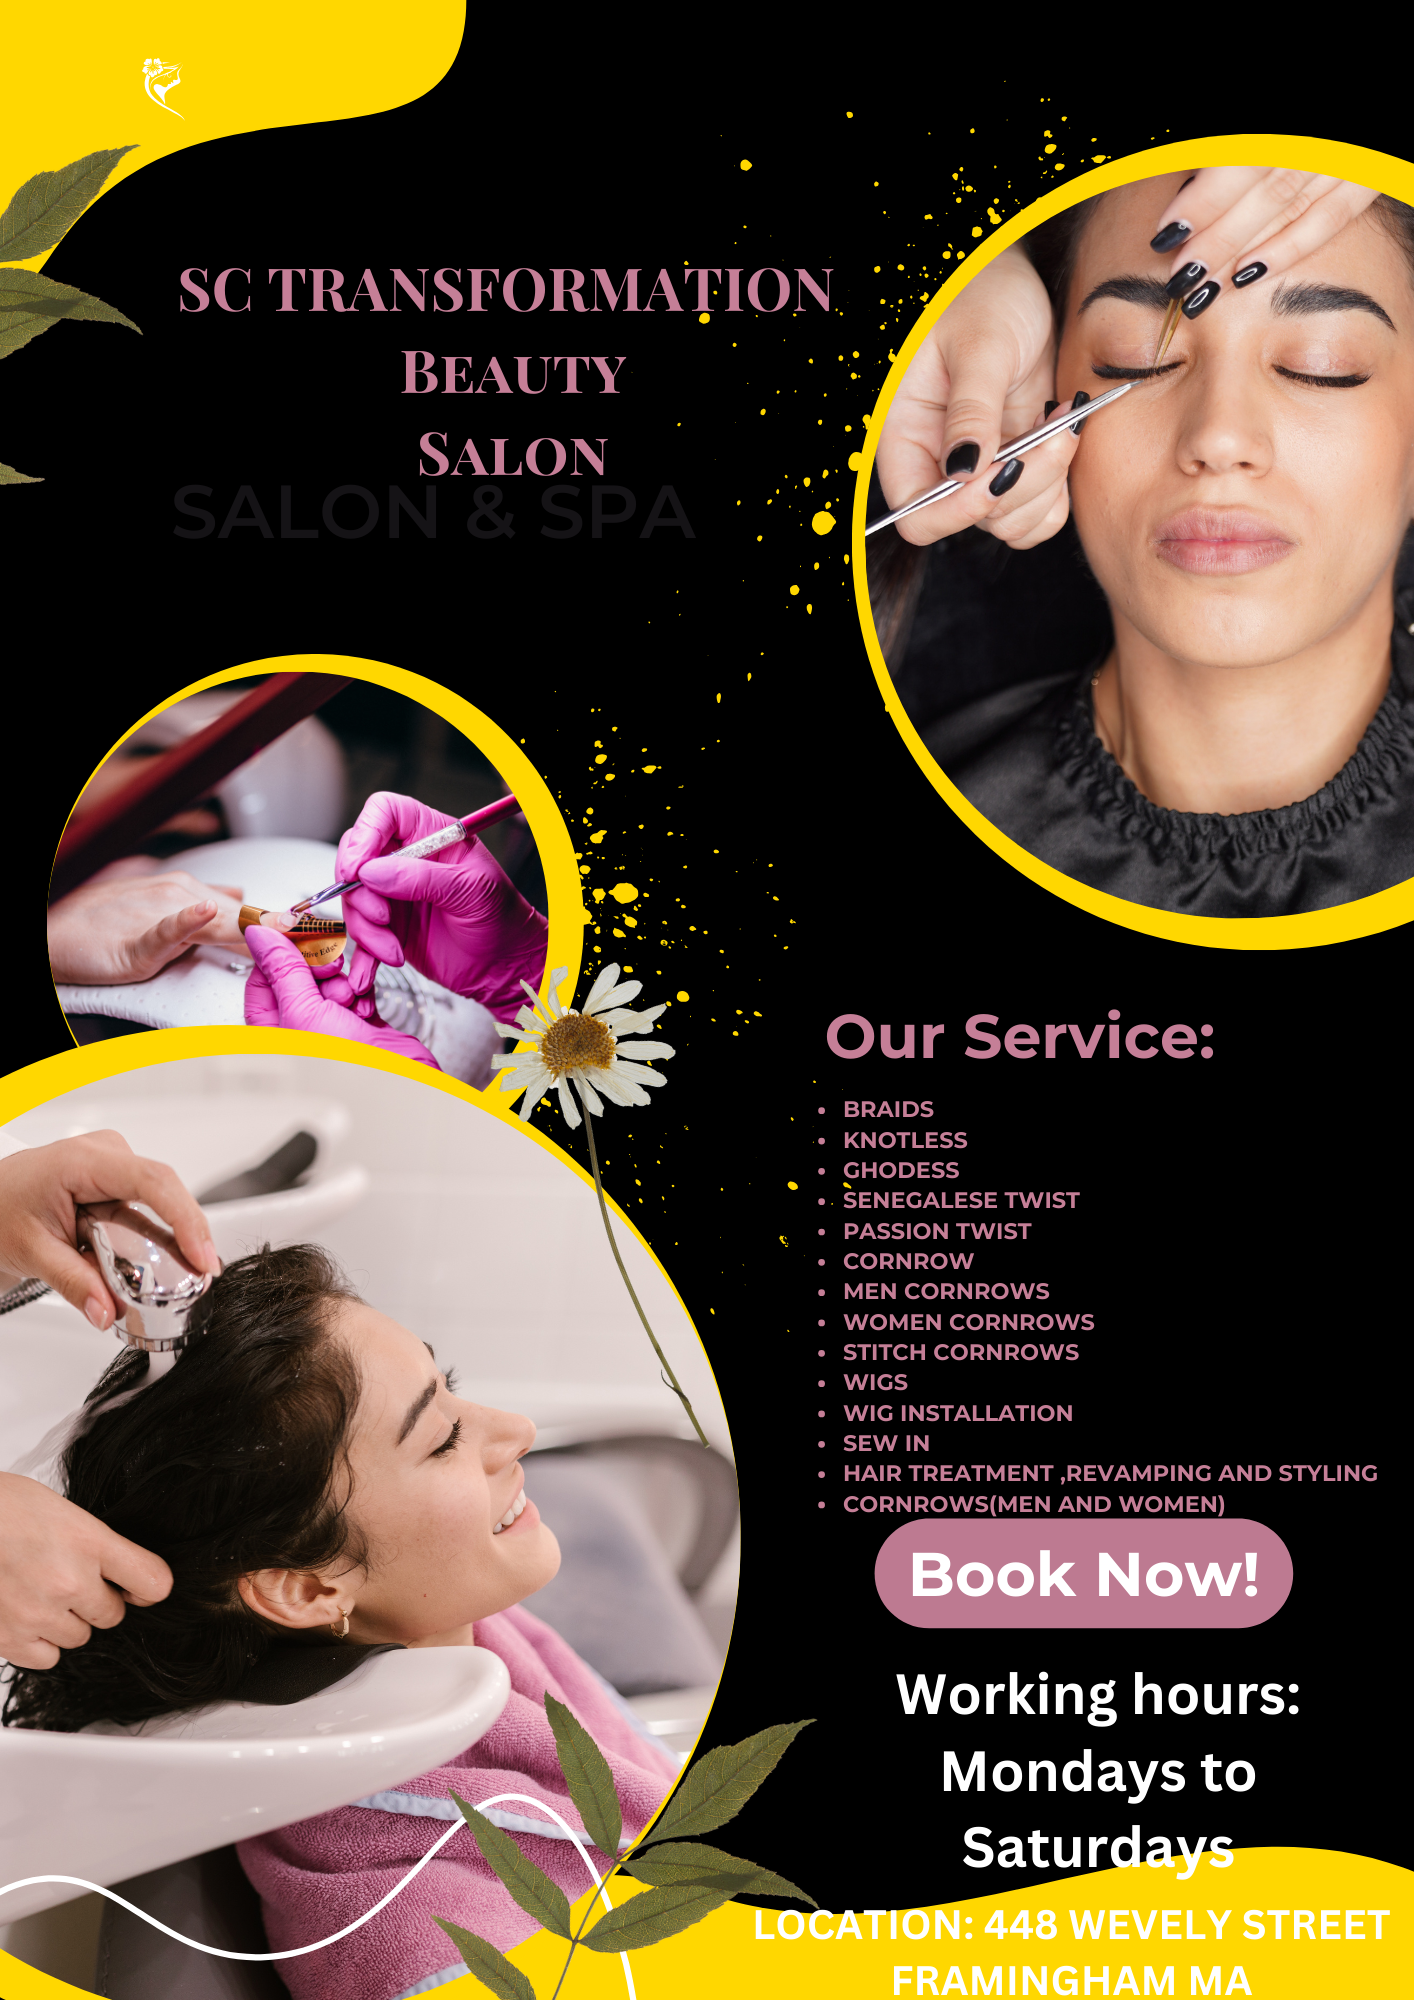 SC TRANSFORMATION
BEAUTY
SALON
SALON & SPA
Our Service:
• BRAIDS
• KNOTLESS
• GHODESS
• SENEGALESE TWIST
• PASSION TWIST
• CORNROW
• MEN CORNROWS
• WOMEN CORNROWS
• STITCH CORNROWS
• WIGS
• WIG INSTALLATION
• SEW IN
• HAIR TREATMENT ,REVAMPING AND STYLING
• CORNROWS(MEN AND WOMEN)
Book Now!
Working hours:
Mondays to
Saturdays
LOCATION: 448 WEVELY STREET
FRAMINGHAM MA